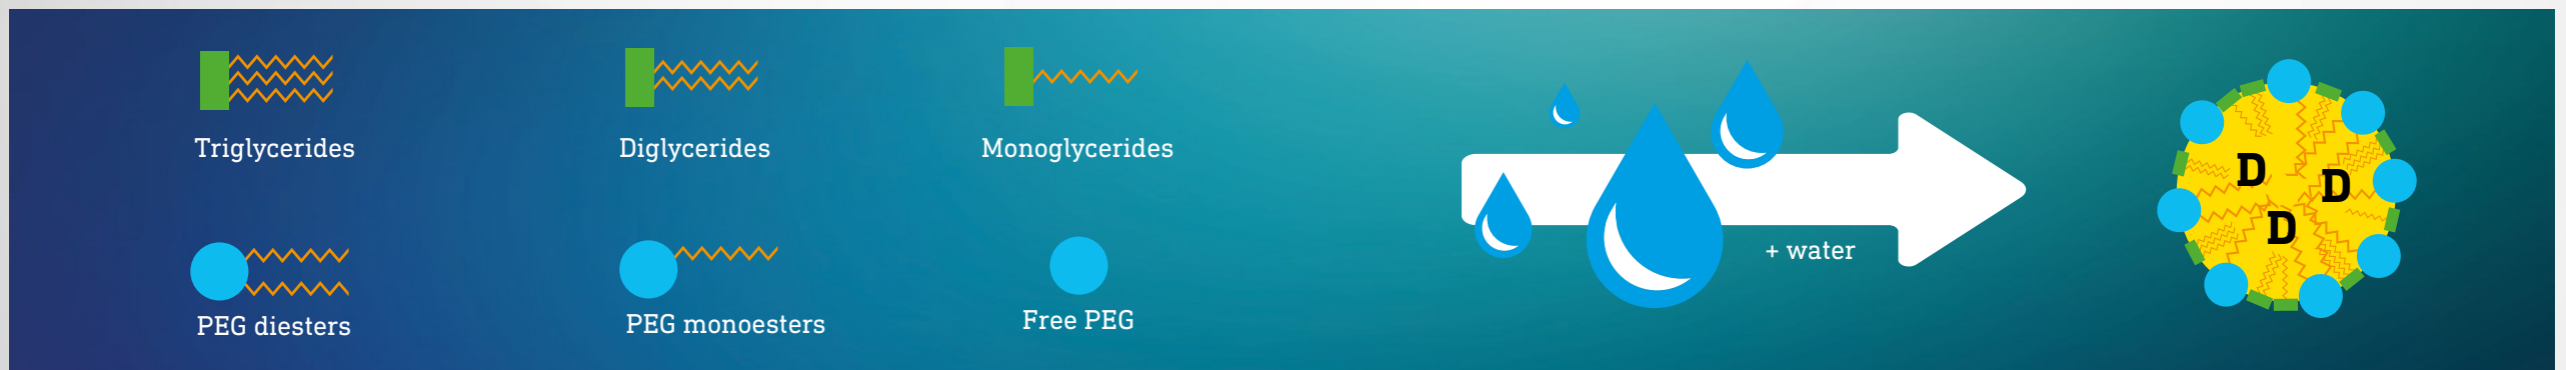 Triglycerides
Diglycerides
Monoglycerides
PEG diesters
PEG monoesters
Free PEG
+ water
D
D
D